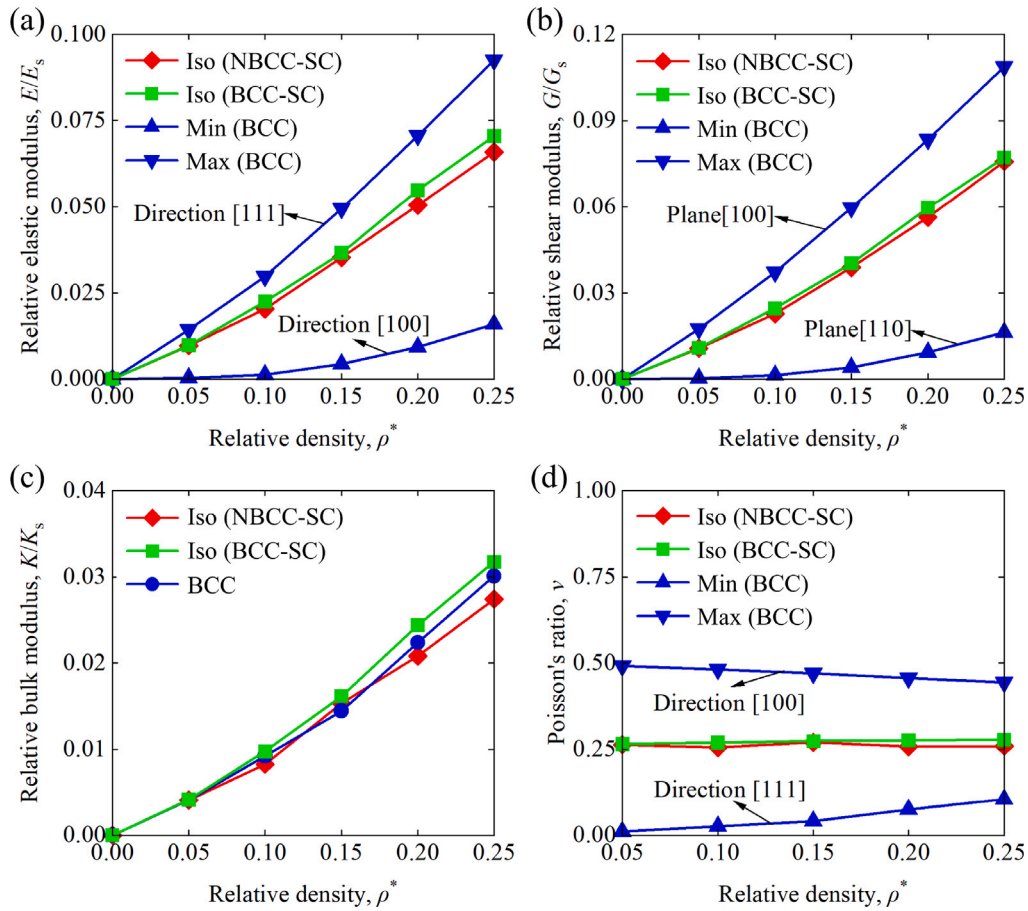 (a)
Relative elastic modulus, E/Es
0.100
0.075
0.050
0.025
0.000
Iso (NBCC-SC)
Iso (BCC-SC)
Min (BCC)
Max (BCC)
Direction [111]
Direction [100]
0.00 0.05 0.10 0.15 0.20 0.25
Relative density, ρ*
(b)
Relative shear modulus, G/Gs
0.12
0.09
0.06
0.03
0.00
Iso (NBCC-SC)
Iso (BCC-SC)
Min (BCC)
Max (BCC)
Plane[100]
Plane[110]
0.00 0.05 0.10 0.15 0.20 0.25
Relative density, ρ*
(c)
Relative bulk modulus, K/Ks
0.04
0.03
0.02
0.01
0.00
Iso (NBCC-SC)
Iso (BCC-SC)
BCC
0.00 0.05 0.10 0.15 0.20 0.25
Relative density, ρ*
(d)
Poisson's ratio, v
1.00
0.75
0.50
0.25
0.00
Iso (NBCC-SC)
Iso (BCC-SC)
Min (BCC)
Max (BCC)
Direction [100]
Direction [111]
0.05 0.10 0.15 0.20 0.25
Relative density, ρ*